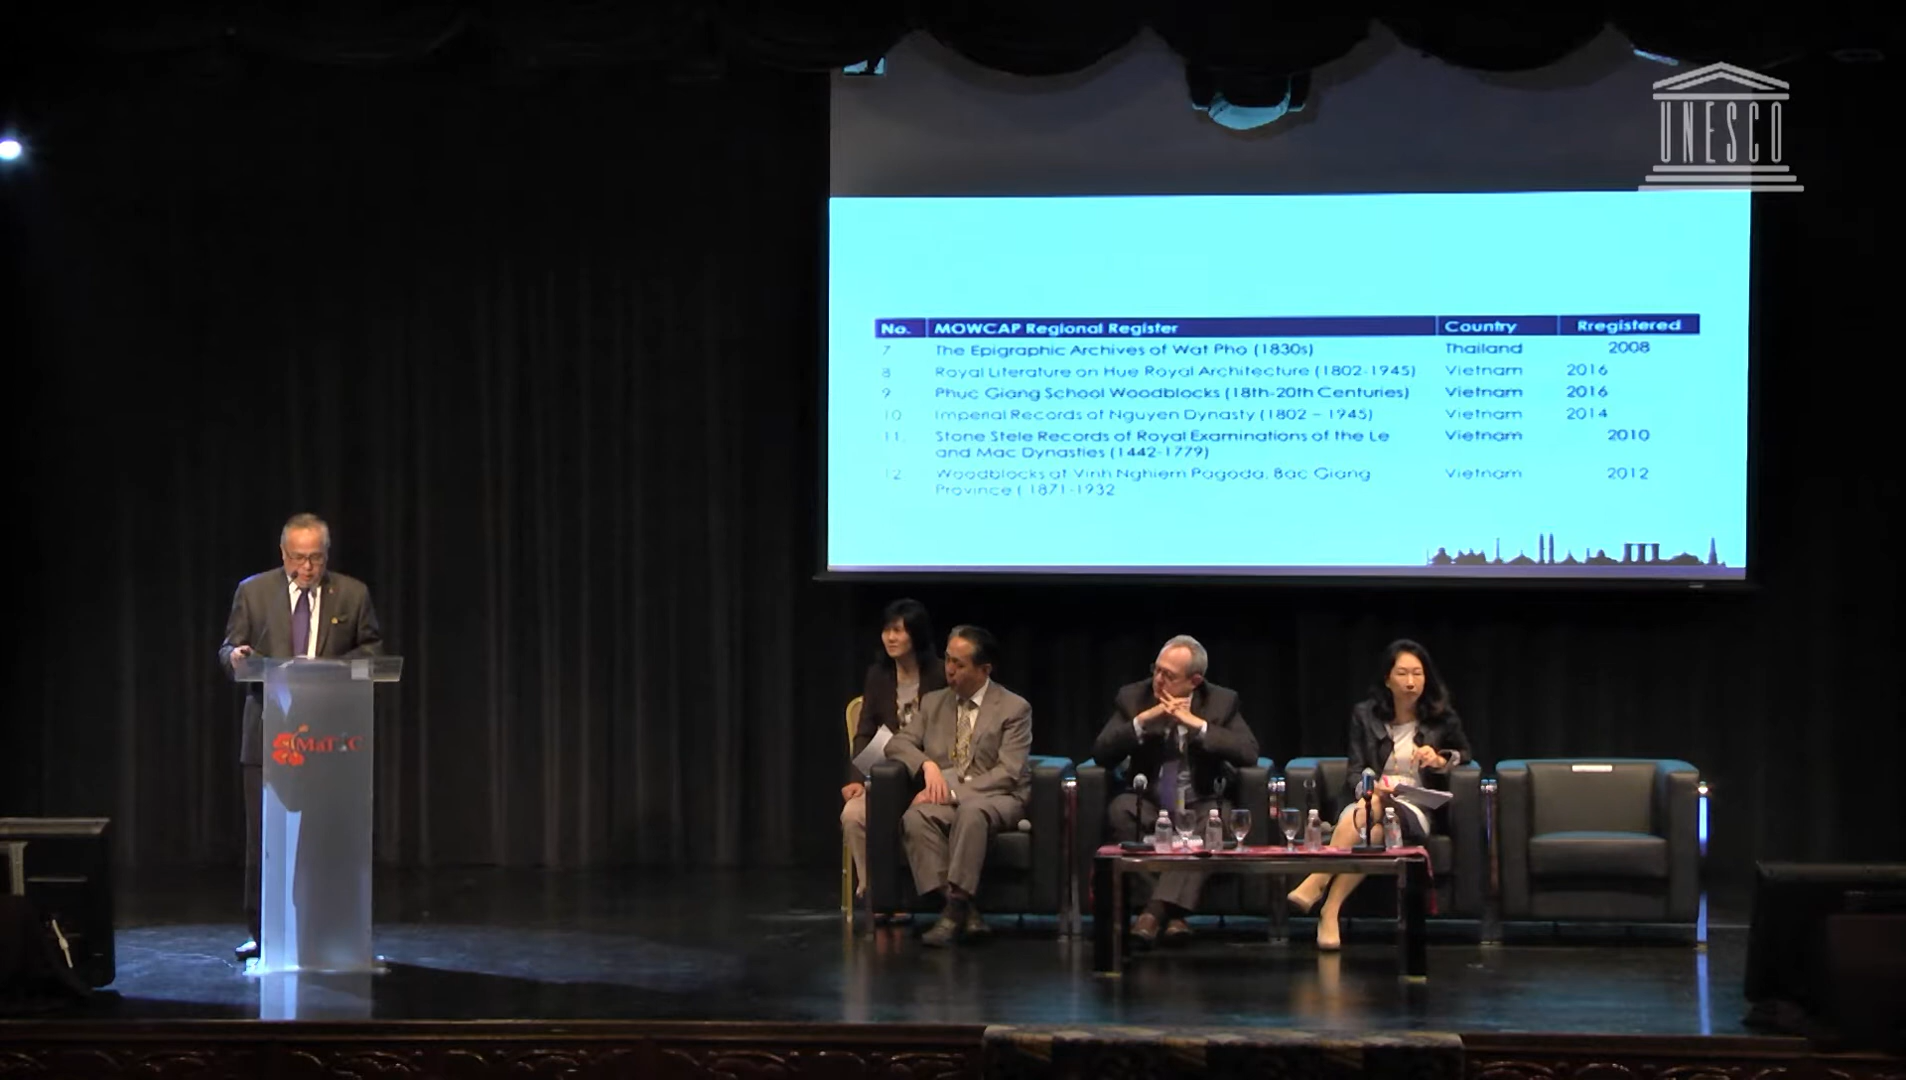 UNESCO
No. MOWCAP Regional Register Country Rregistered
7 The Epigraphic Archives of Wat Pho (1830s) Thailand 2008
8 Royal Literature on Hue Royal Architecture (1802-1945) Vietnam 2016
9 Phuc Giang School Woodblocks (18th-20th Centuries) Vietnam 2016
10 Imperial Records of Nguyen Dynasty (1802 – 1945) Vietnam 2014
11. Stone Stele Records of Royal Examinations of the Le Vietnam 2010
and Mac Dynasties (1442-1779)
12 Woodblocks at Vinh Nghiem Pagoda, Bac Giang Vietnam 2012
Province ( 1871-1932
MaTiC